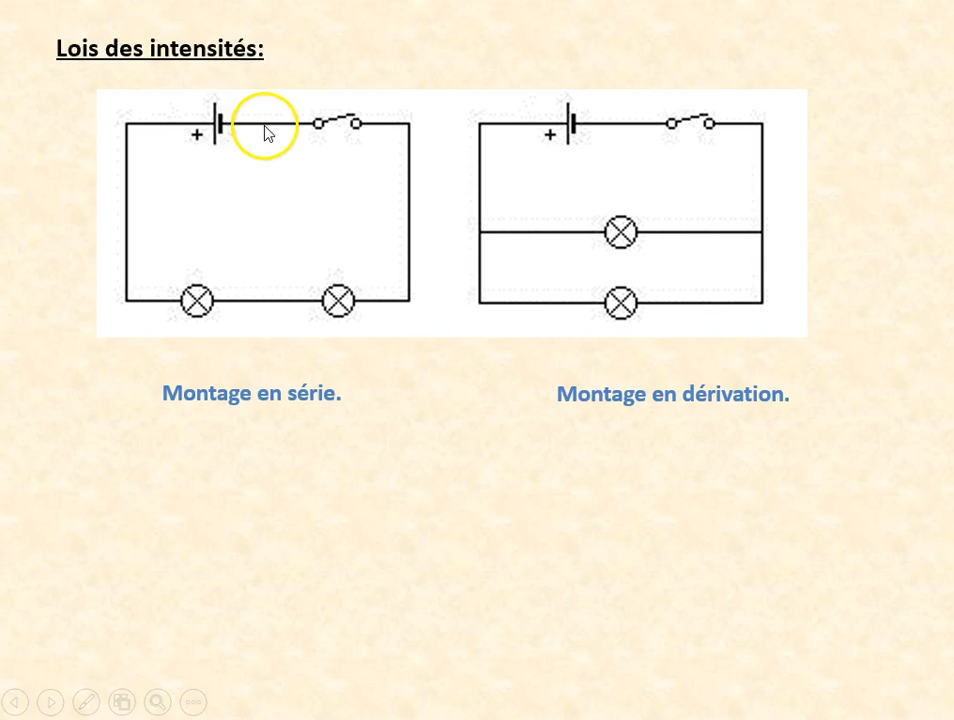 Lois des intensités:
+
+
Montage en série.
Montage en dérivation.